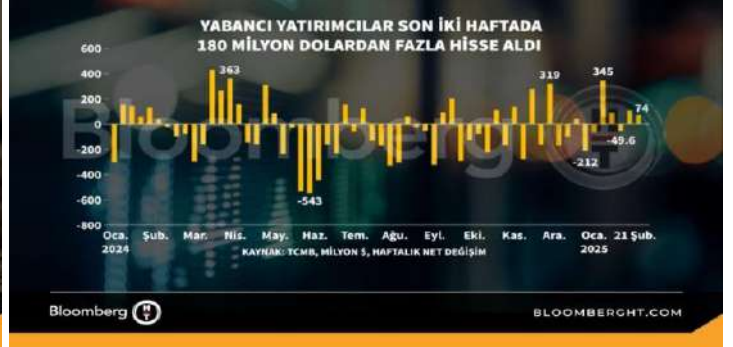 YABANCI YATIRIMCILAR SON İKİ HAFTADA
180 MİLYON DOLARDAN FAZLA HİSSE ALDI
600
400
200
0
-200
-400
-600
-800
363
-543
319
-212
345
-49.6
74
Oca. Şub. Mar. Nis. May. Haz. Tem. Ağu. Eyl. Eki. Kas. Ara. Oca. 21 Şub.
2024 2025
KAYNAK: TCMB, MİLYON $, HAFTALIK NET DEĞİŞİM
Bloomberg HT
Bloomberg HT
BLOOMBERGHT.COM